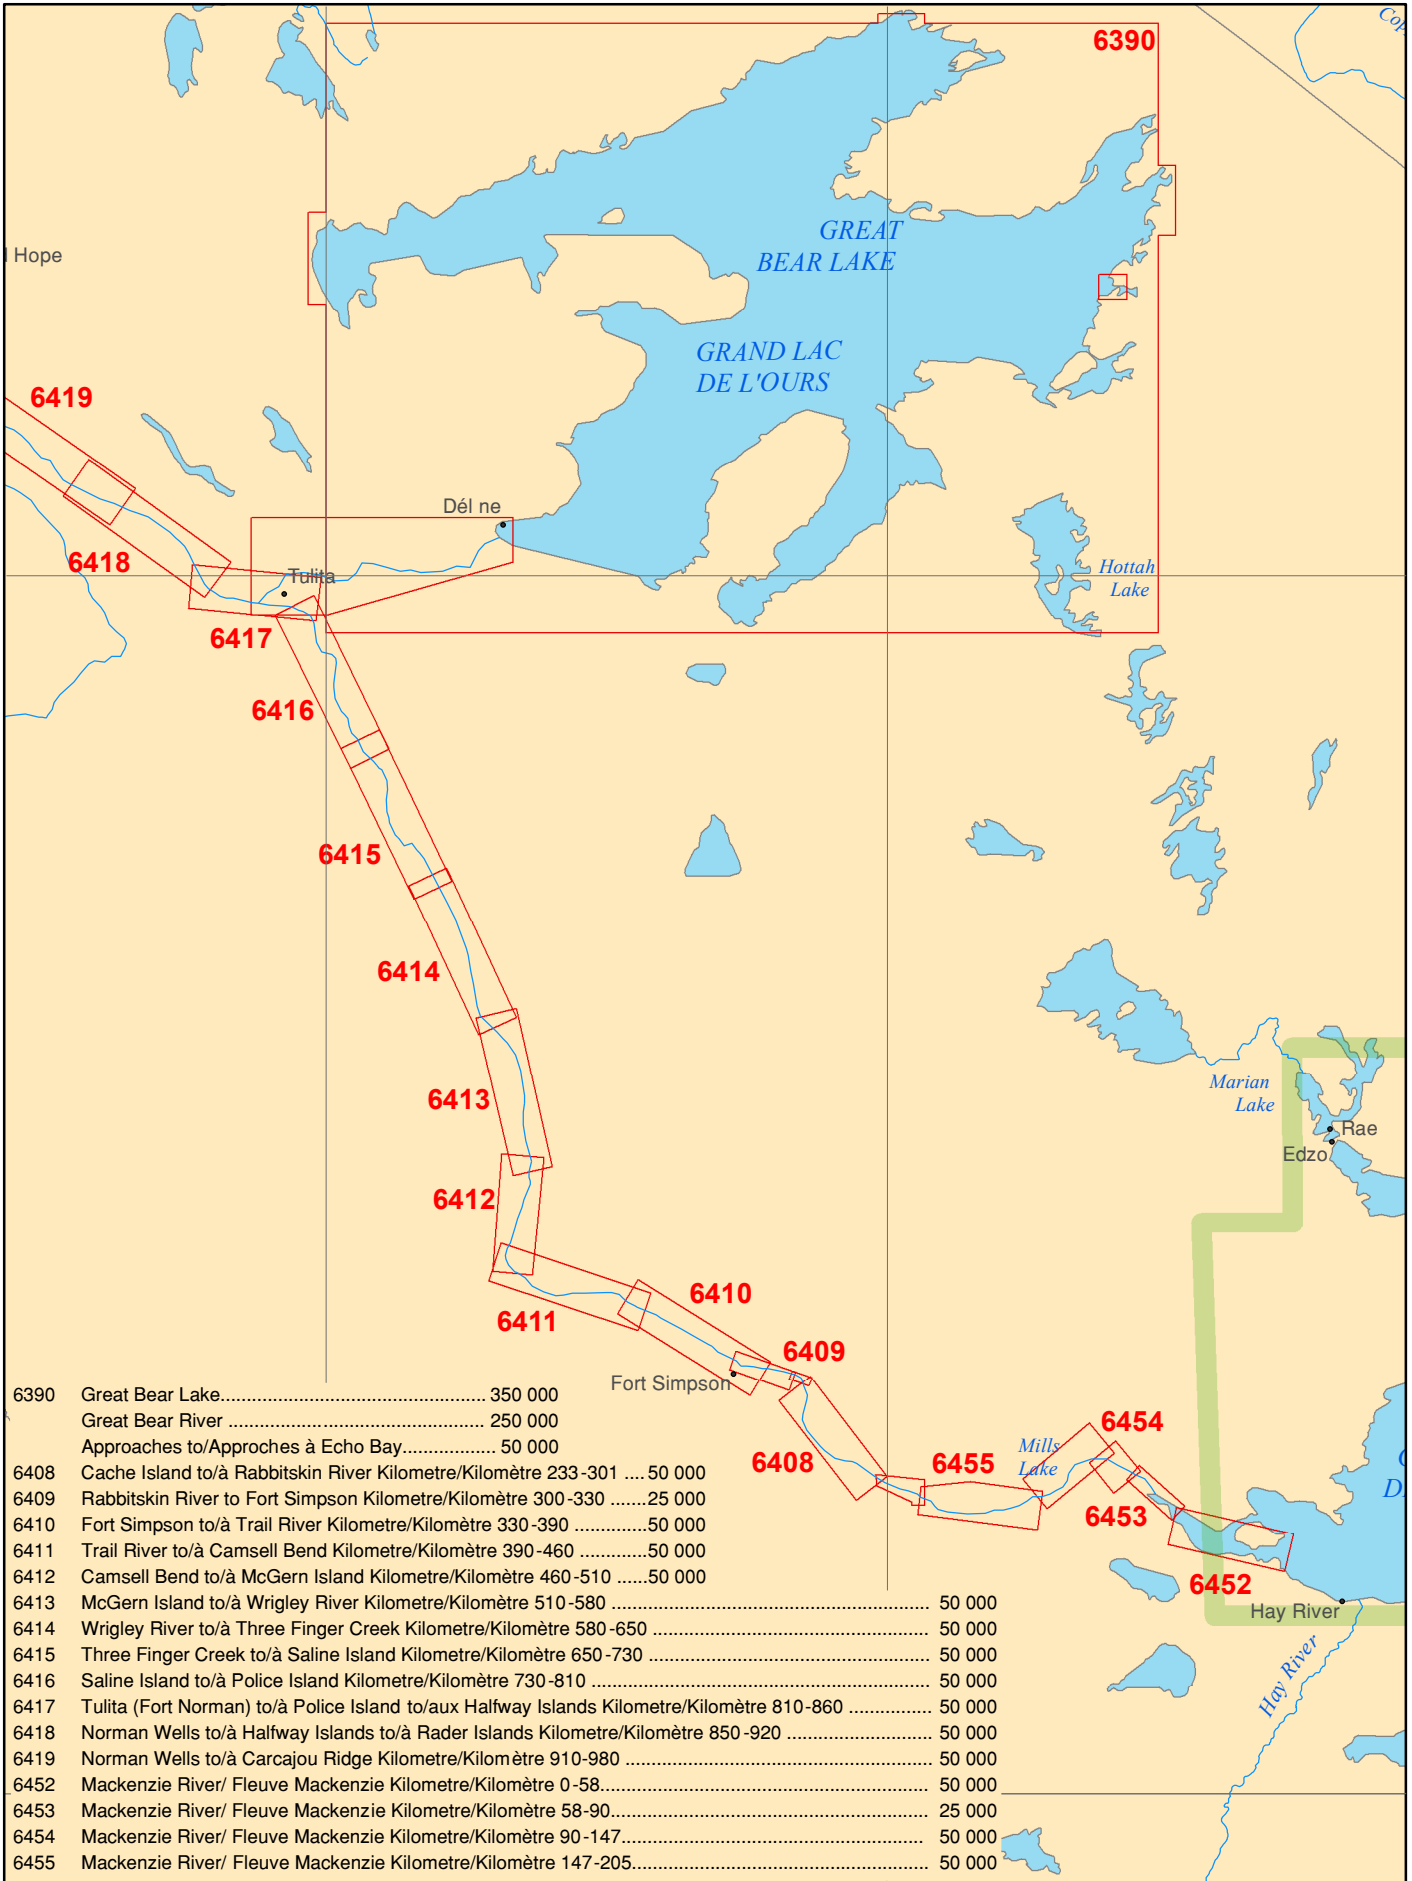 6390
l Hope
GREAT
BEAR LAKE
GRAND LAC
DE L'OURS
6419
Dél ne
6418
Tulita
Hottah
Lake
6417
6416
6415
6414
6413
Marian
Lake
Rae
Edzo
6412
6410
6411
6409
Fort Simpson
6408
6455
Mills
Lake
6454
6453
6452
Hay River
Hay River
6390 Great Bear Lake............................................ 350 000
Great Bear River .......................................... 250 000
Approaches to/Approches à Echo Bay............... 50 000
6408 Cache Island to/à Rabbitskin River Kilometre/Kilomètre 233-301 .... 50 000
6409 Rabbitskin River to Fort Simpson Kilometre/Kilomètre 300-330 .......25 000
6410 Fort Simpson to/à Trail River Kilometre/Kilomètre 330-390 .............50 000
6411 Trail River to/à Camsell Bend Kilometre/Kilomètre 390-460 ............50 000
6412 Camsell Bend to/à McGern Island Kilometre/Kilomètre 460-510 ......50 000
6413 McGern Island to/à Wrigley River Kilometre/Kilomètre 510-580 .................................................... 50 000
6414 Wrigley River to/à Three Finger Creek Kilometre/Kilomètre 580-650 ............................................. 50 000
6415 Three Finger Creek to/à Saline Island Kilometre/Kilomètre 650-730 .............................................. 50 000
6416 Saline Island to/à Police Island Kilometre/Kilomètre 730-810 ........................................................ 50 000
6417 Tulita (Fort Norman) to/à Police Island to/aux Halfway Islands Kilometre/Kilomètre 810-860 ............... 50 000
6418 Norman Wells to/à Halfway Islands to/à Rader Islands Kilometre/Kilomètre 850-920 ........................ 50 000
6419 Norman Wells to/à Carcajou Ridge Kilometre/Kilomètre 910-980 .................................................. 50 000
6452 Mackenzie River/ Fleuve Mackenzie Kilometre/Kilomètre 0-58...................................................... 50 000
6453 Mackenzie River/ Fleuve Mackenzie Kilometre/Kilomètre 58-90.................................................... 25 000
6454 Mackenzie River/ Fleuve Mackenzie Kilometre/Kilomètre 90-147.................................................. 50 000
6455 Mackenzie River/ Fleuve Mackenzie Kilometre/Kilomètre 147-205................................................. 50 000